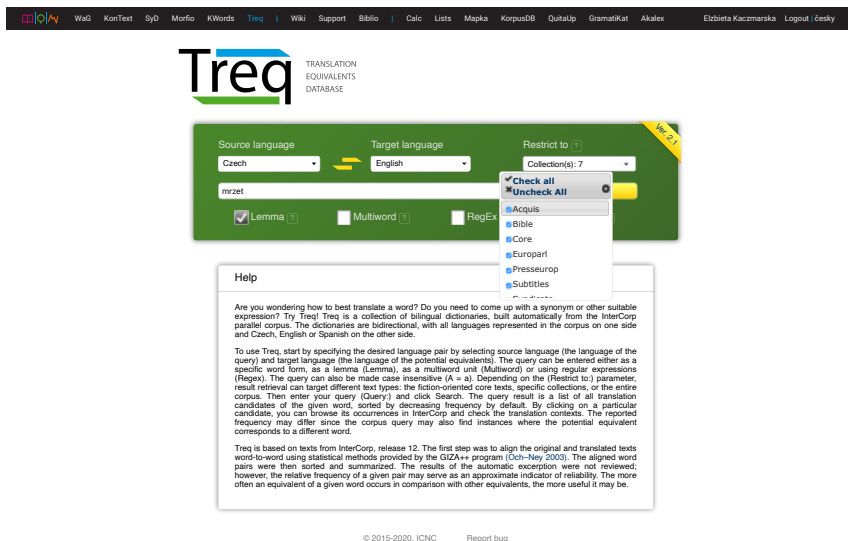 WaG KonText SyD Morfio KWords Treq | Wiki Support Biblio | Calc Lists Mapka KorpusDB QuitaUp GramatiKat Akalex Elzbieta Kaczmarska Logout | česky
Treq
TRANSLATION
EQUIVALENTS
DATABASE
Ver. 2.1
Source language Target language Restrict to ?
Czech English Collection(s): 7
mrzet
Check all
Uncheck All
Lemma ? Multiword ? RegEx
Acquis
Bible
Core
Europarl
Presseurop
Subtitles
Syndicate
Help
Are you wondering how to best translate a word? Do you need to come up with a synonym or other suitable
expression? Try Treq! Treq is a collection of bilingual dictionaries, built automatically from the InterCorp
parallel corpus. The dictionaries are bidirectional, with all languages represented in the corpus on one side
and Czech, English or Spanish on the other side.
To use Treq, start by specifying the desired language pair by selecting source language (the language of the
query) and target language (the language of the potential equivalents). The query can be entered either as a
specific word form, as a lemma (Lemma), as a multiword unit (Multiword) or using regular expressions
(Regex). The query can also be made case insensitive (A = a). Depending on the (Restrict to:) parameter,
result retrieval can target different text types: the fiction-oriented core texts, specific collections, or the entire
corpus. Then enter your query (Query:) and click Search. The query result is a list of all translation
candidates of the given word, sorted by decreasing frequency by default. By clicking on a particular
candidate, you can browse its occurrences in InterCorp and check the translation contexts. The reported
frequency may differ since the corpus query may also find instances where the potential equivalent
corresponds to a different word.
Treq is based on texts from InterCorp, release 12. The first step was to align the original and translated texts
word-to-word using statistical methods provided by the GIZA++ program (Och–Ney 2003). The aligned word
pairs were then sorted and summarized. The results of the automatic excerption were not reviewed;
however, the relative frequency of a given pair may serve as an approximate indicator of reliability. The more
often an equivalent of a given word occurs in comparison with other equivalents, the more useful it may be.
© 2015-2020, ICNC Report bug